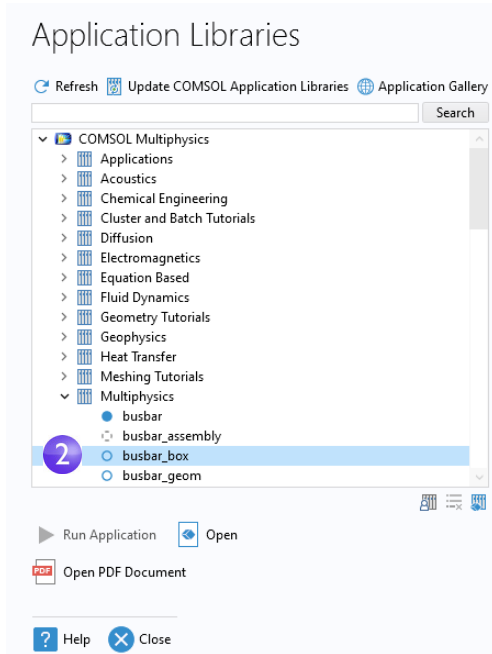 Application Libraries
Refresh Update COMSOL Application Libraries Application Gallery
Search
COMSOL Multiphysics
Applications
Acoustics
Chemical Engineering
Cluster and Batch Tutorials
Diffusion
Electromagnetics
Equation Based
Fluid Dynamics
Geometry Tutorials
Geophysics
Heat Transfer
Meshing Tutorials
Multiphysics
busbar
busbar_assembly
2 busbar_box
busbar_geom
Run Application Open
PDF Open PDF Document
? Help Close